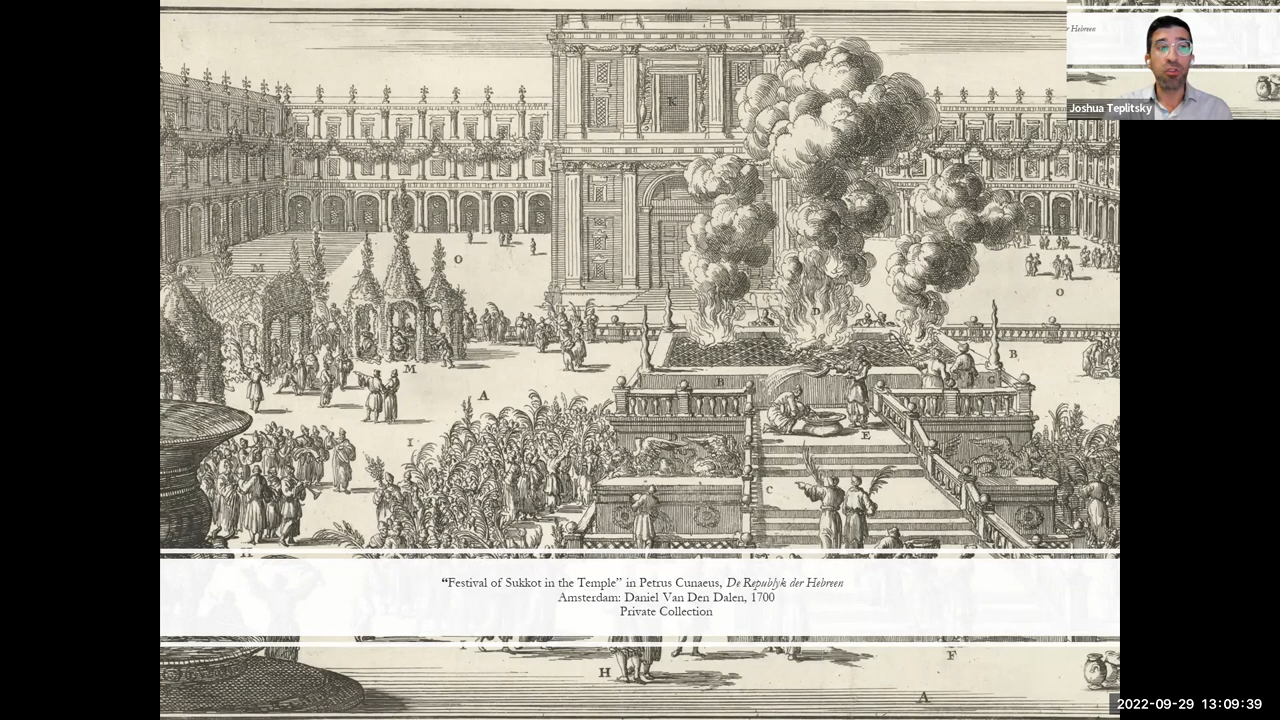 r Hebreen
Joshua Teplitsky
K
M
O
O
D
B
M
B
G
A
E
I
C
“Festival of Sukkot in the Temple” in Petrus Cunaeus, De Republyk der Hebreen
Amsterdam: Daniel Van Den Dalen, 1700
Private Collection
H
F
A
2022-09-29 13:09:39